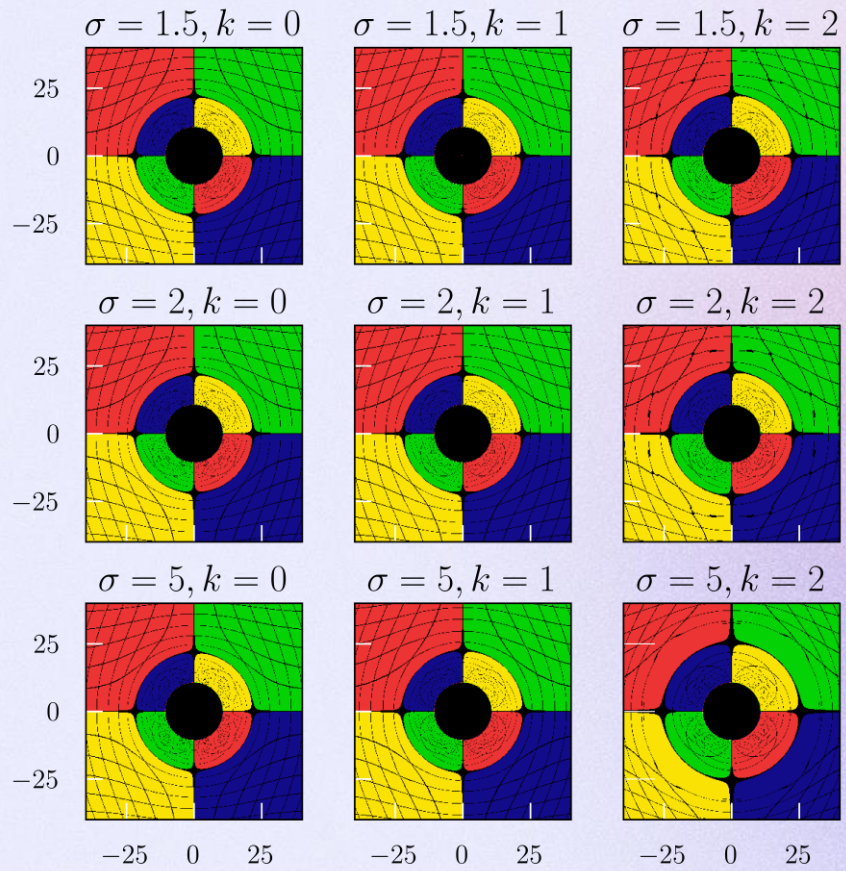 σ = 1.5, k = 0
σ = 1.5, k = 1
σ = 1.5, k = 2
25
0
−25
σ = 2, k = 0
σ = 2, k = 1
σ = 2, k = 2
25
0
−25
σ = 5, k = 0
σ = 5, k = 1
σ = 5, k = 2
25
0
−25
−25 0 25
−25 0 25
−25 0 25